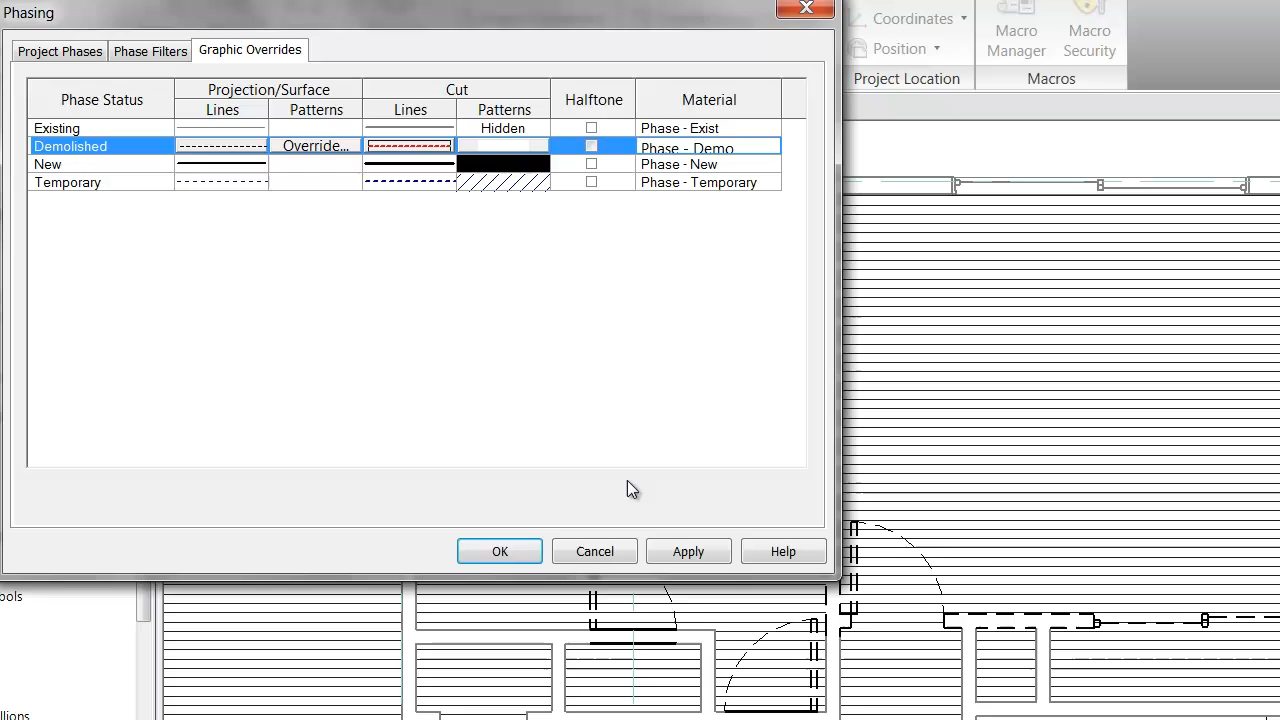 Phasing
Coordinates
Position
Macro Manager
Macro Security
Project Location
Macros
Project Phases
Phase Filters
Graphic Overrides
Phase Status
Projection/Surface
Cut
Halftone
Material
Lines
Patterns
Lines
Patterns
Existing
Hidden
Phase - Exist
Demolished
Override...
Phase - Demo
New
Phase - New
Temporary
Phase - Temporary
OK
Cancel
Apply
Help